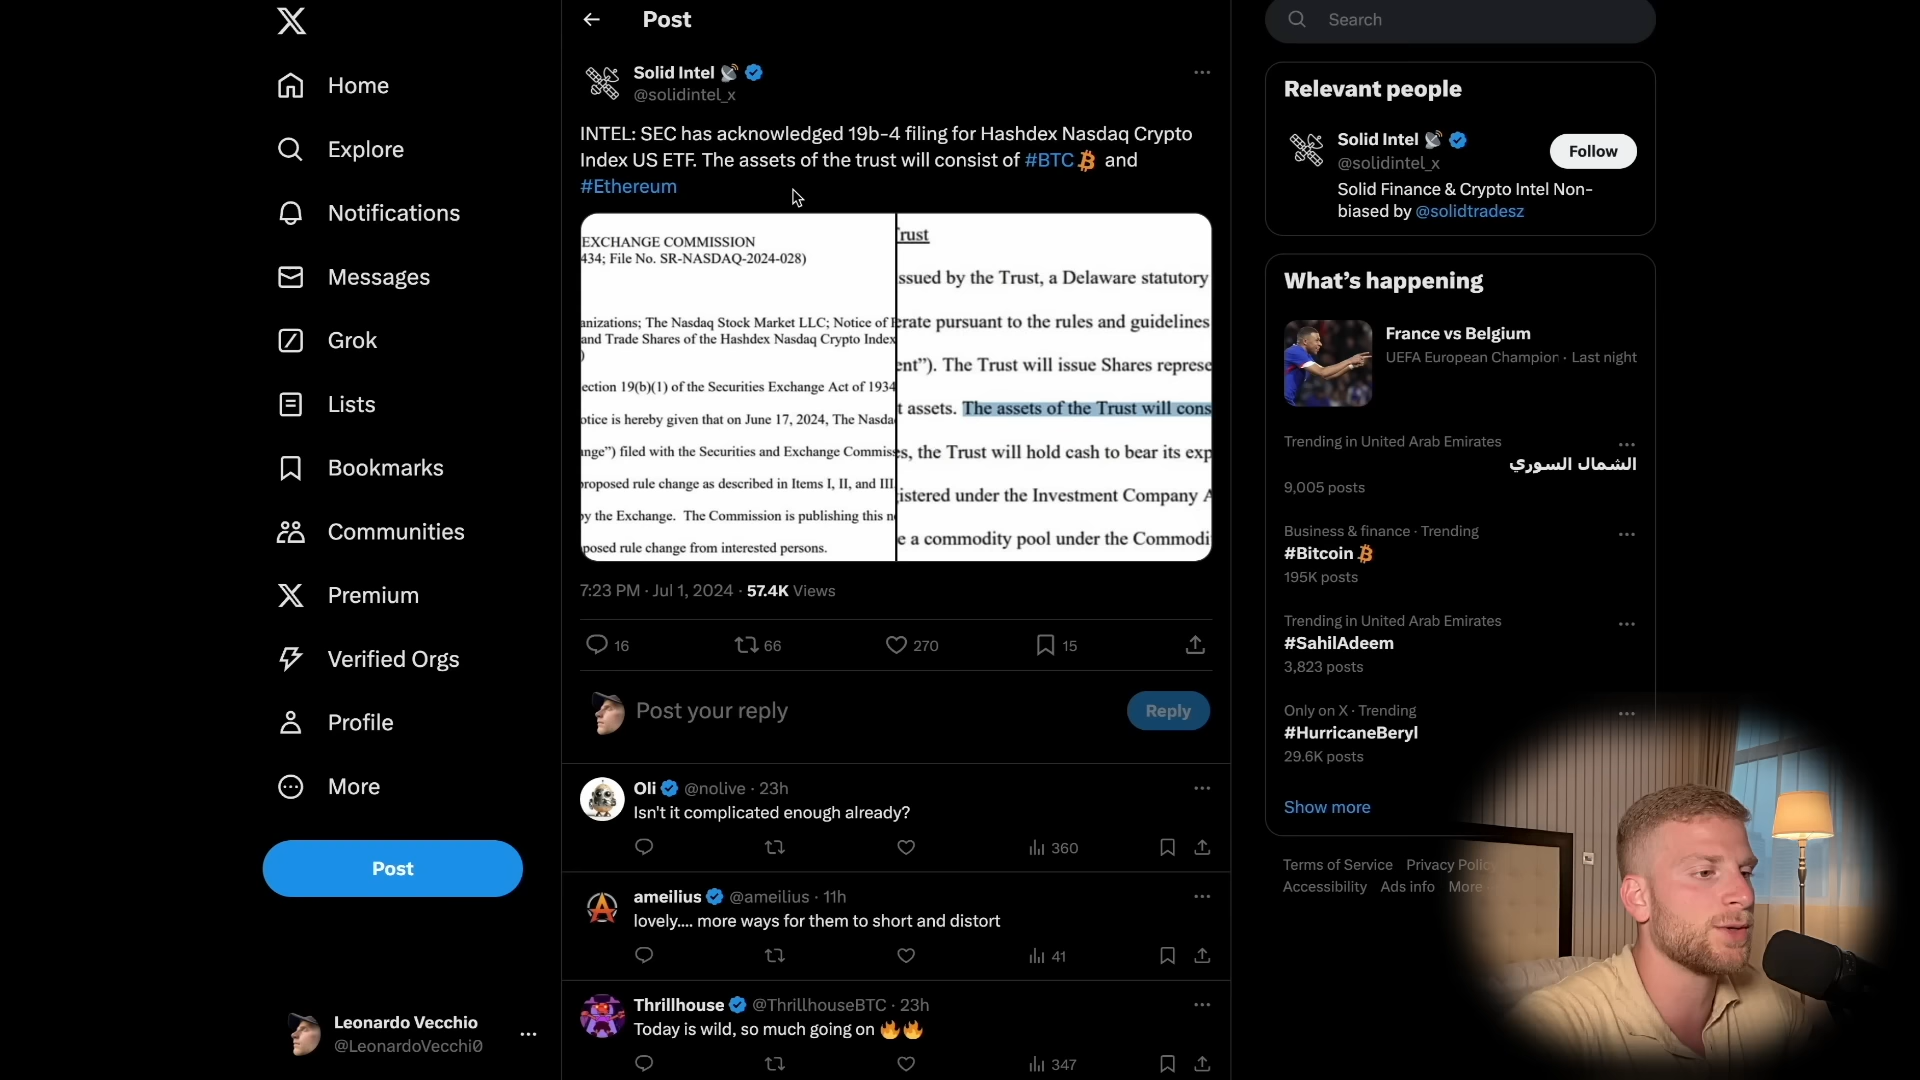 Home
Explore
Notifications
Messages
Grok
Lists
Bookmarks
Communities
Premium
Verified Orgs
Profile
More
Post
Leonardo Vecchio
@LeonardoVecchi0
Post
Solid Intel
@solidintel_x
INTEL: SEC has acknowledged 19b-4 filing for Hashdex Nasdaq Crypto
Index US ETF. The assets of the trust will consist of #BTC and
#Ethereum
EXCHANGE COMMISSION
434; File No. SR-NASDAQ-2024-028)
anizations; The Nasdaq Stock Market LLC; Notice of
and Trade Shares of the Hashdex Nasdaq Crypto Index
)
ection 19(b)(1) of the Securities Exchange Act of 1934
otice is hereby given that on June 17, 2024, The Nasda
nge”) filed with the Securities and Exchange Commis
proposed rule change as described in Items I, II, and III
by the Exchange. The Commission is publishing this
posed rule change from interested persons.
Trust
ssued by the Trust, a Delaware statutory
erate pursuant to the rules and guidelines
ent”). The Trust will issue Shares represe
t assets. The assets of the Trust will cons
s, the Trust will hold cash to bear its exp
istered under the Investment Company A
e a commodity pool under the Commodi
7:23 PM · Jul 1, 2024 · 57.4K Views
16 66 270 15
Post your reply
Reply
Oli @nolive · 23h
Isn't it complicated enough already?
360
ameilius @ameilius · 11h
lovely.... more ways for them to short and distort
41
Thrillhouse @ThrillhouseBTC · 23h
Today is wild, so much going on 🔥🔥
347
Search
Relevant people
Solid Intel
@solidintel_x
Follow
Solid Finance & Crypto Intel Non-
biased by @solidtradesz
What’s happening
France vs Belgium
UEFA European Champion · Last night
Trending in United Arab Emirates
الشمال السوري
9,005 posts
Business & finance · Trending
#Bitcoin
195K posts
Trending in United Arab Emirates
#SahilAdeem
3,823 posts
Only on X · Trending
#HurricaneBeryl
29.6K posts
Show more
Terms of Service Privacy Policy
Accessibility Ads info More